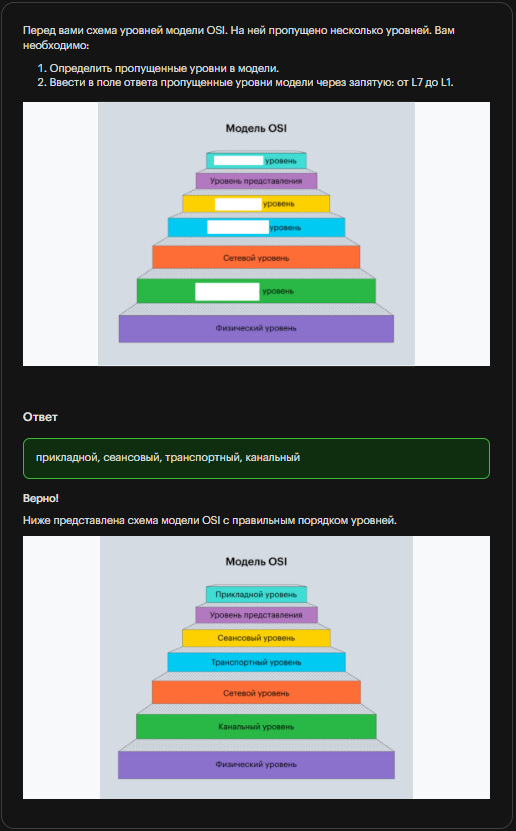 Перед вами схема уровней модели OSI. На ней пропущено несколько уровней. Вам
необходимо:
1. Определить пропущенные уровни в модели.
2. Ввести в поле ответа пропущенные уровни модели через запятую: от L7 до L1.
Модель OSI
уровень
Уровень представления
уровень
уровень
Сетевой уровень
уровень
Физический уровень
Ответ
прикладной, сеансовый, транспортный, канальный
Верно!
Ниже представлена схема модели OSI с правильным порядком уровней.
Модель OSI
Прикладной уровень
Уровень представления
Сеансовый уровень
Транспортный уровень
Сетевой уровень
Канальный уровень
Физический уровень